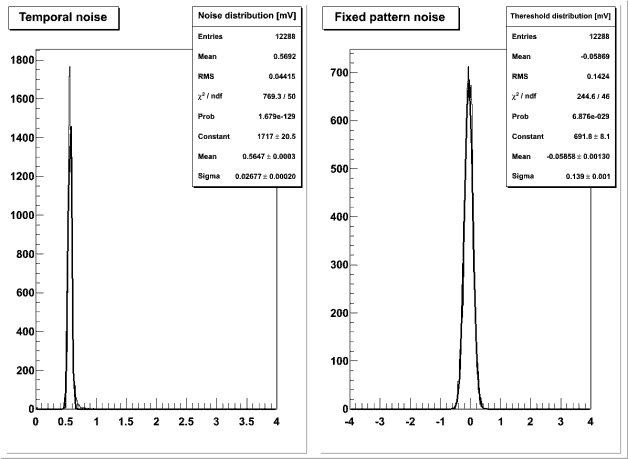 Temporal noise
Noise distribution [mV]
Entries 12288
Mean 0.5692
RMS 0.04415
χ² / ndf 769.3 / 50
Prob 1.679e-129
Constant 1717 ± 20.5
Mean 0.5647 ± 0.0003
Sigma 0.02677 ± 0.00020
1800
1600
1400
1200
1000
800
600
400
200
0
0 0.5 1 1.5 2 2.5 3 3.5 4
Fixed pattern noise
Thereshold distribution [mV]
Entries 12288
Mean -0.05869
RMS 0.1424
χ² / ndf 244.6 / 46
Prob 6.876e-029
Constant 691.8 ± 8.1
Mean -0.05858 ± 0.00130
Sigma 0.139 ± 0.001
700
600
500
400
300
200
100
0
-4 -3 -2 -1 0 1 2 3 4